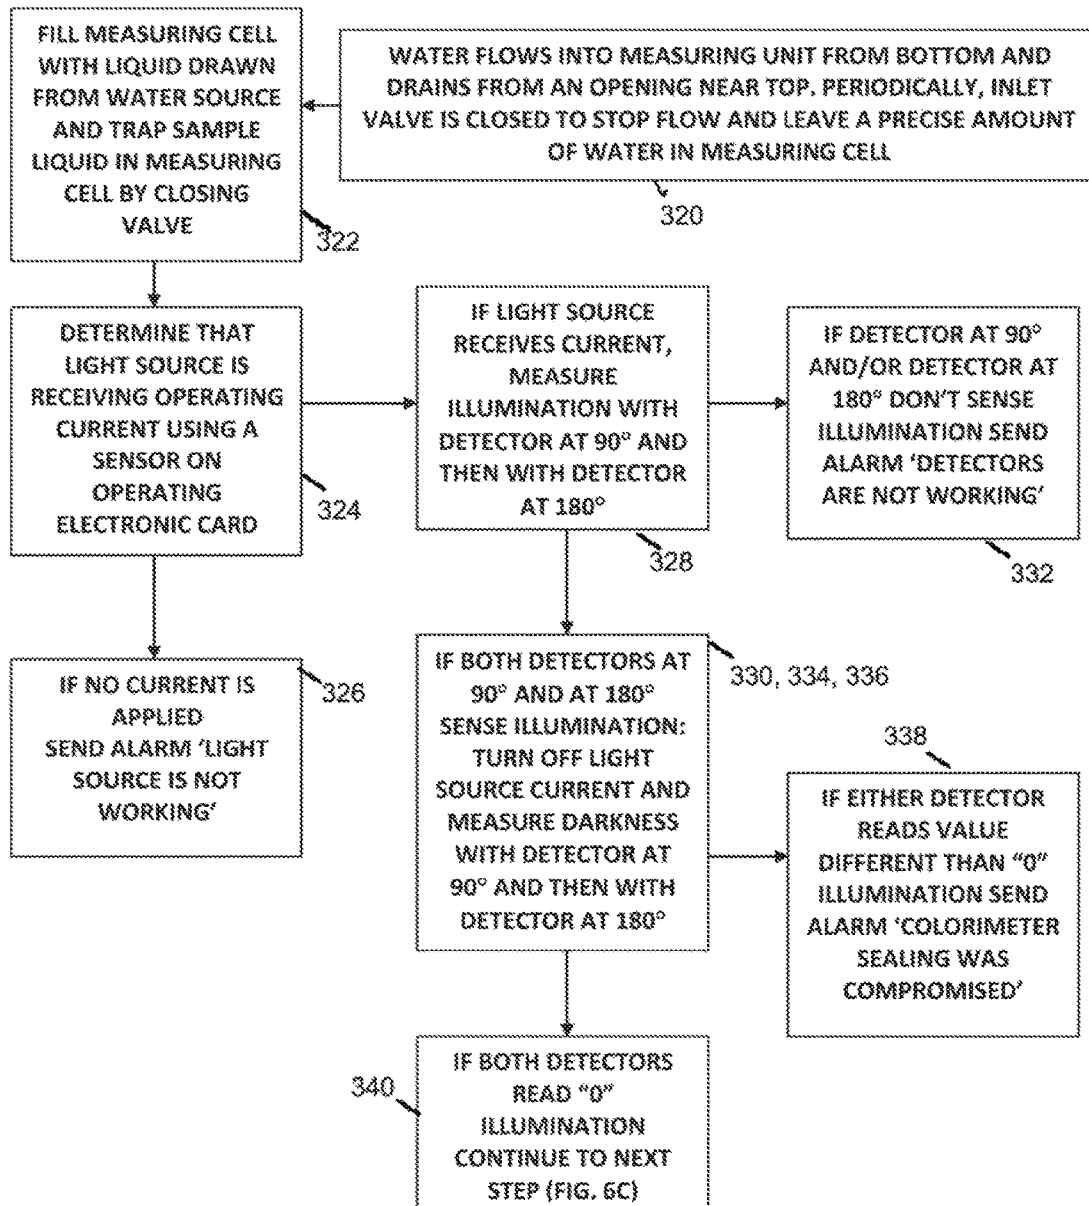 FILL MEASURING CELL
WITH LIQUID DRAWN
FROM WATER SOURCE
AND TRAP SAMPLE
LIQUID IN MEASURING
CELL BY CLOSING
VALVE
322
WATER FLOWS INTO MEASURING UNIT FROM BOTTOM AND
DRAINS FROM AN OPENING NEAR TOP. PERIODICALLY, INLET
VALVE IS CLOSED TO STOP FLOW AND LEAVE A PRECISE AMOUNT
OF WATER IN MEASURING CELL
320
DETERMINE THAT
LIGHT SOURCE IS
RECEIVING OPERATING
CURRENT USING A
SENSOR ON
OPERATING
ELECTRONIC CARD
324
IF LIGHT SOURCE
RECEIVES CURRENT,
MEASURE
ILLUMINATION WITH
DETECTOR AT 90° AND
THEN WITH DETECTOR
AT 180°
328
IF DETECTOR AT 90°
AND/OR DETECTOR AT
180° DON'T SENSE
ILLUMINATION SEND
ALARM ‘DETECTORS
ARE NOT WORKING’
332
IF NO CURRENT IS
APPLIED
SEND ALARM ‘LIGHT
SOURCE IS NOT
WORKING’
326
IF BOTH DETECTORS AT
90° AND AT 180°
SENSE ILLUMINATION:
TURN OFF LIGHT
SOURCE CURRENT AND
MEASURE DARKNESS
WITH DETECTOR AT
90° AND THEN WITH
DETECTOR AT 180°
330, 334, 336
338
IF EITHER DETECTOR
READS VALUE
DIFFERENT THAN “0”
ILLUMINATION SEND
ALARM ‘COLORIMETER
SEALING WAS
COMPROMISED’
340
IF BOTH DETECTORS
READ “0”
ILLUMINATION
CONTINUE TO NEXT
STEP (FIG. 6C)